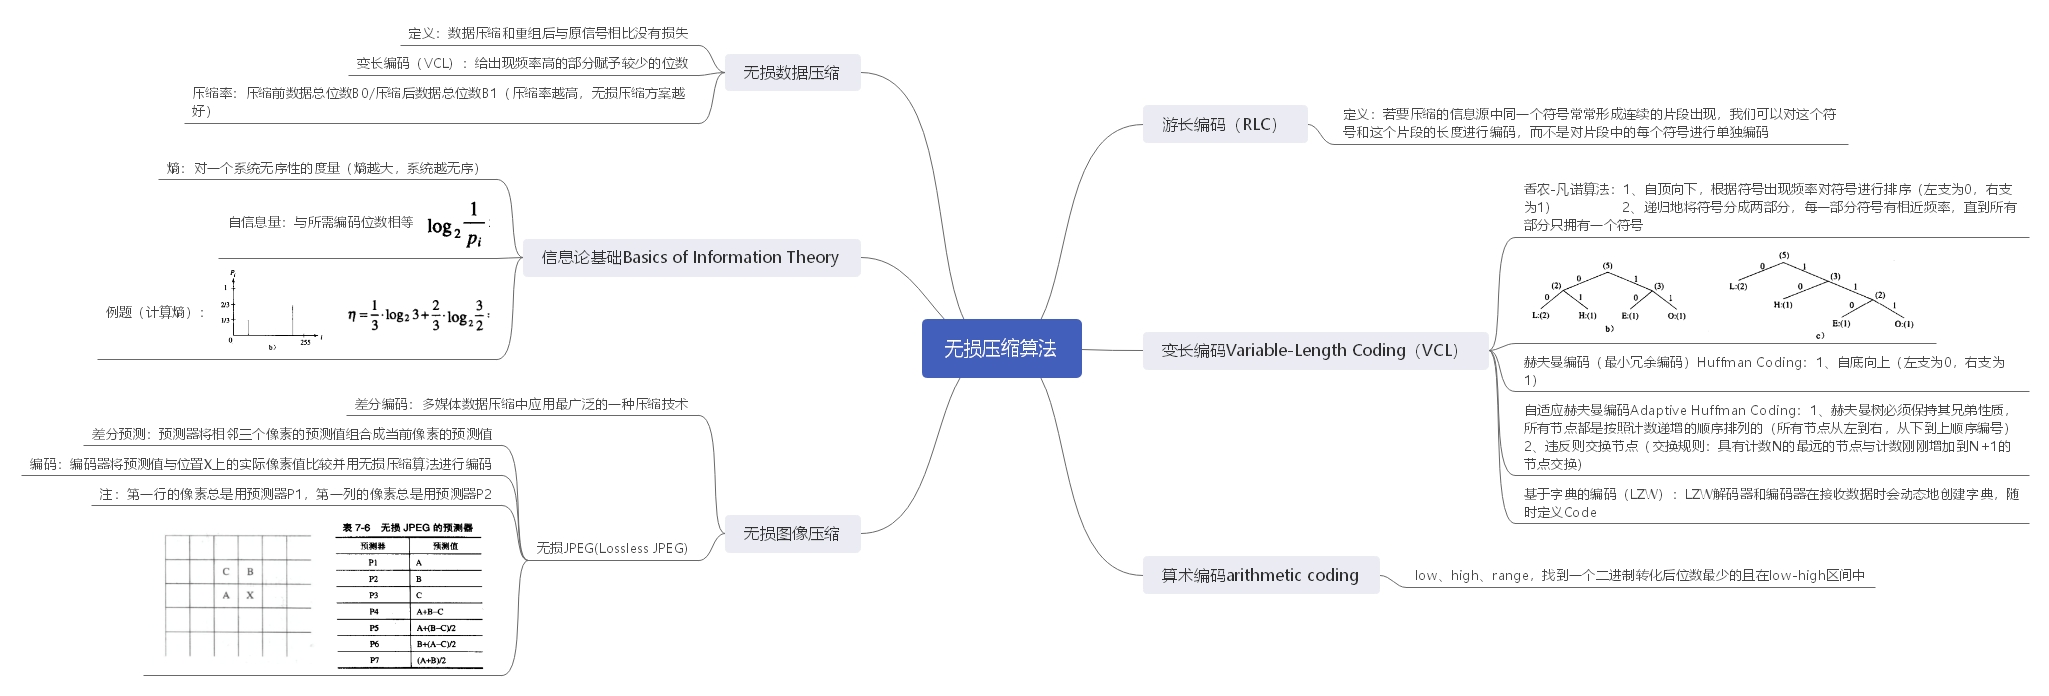 无损压缩算法
无损数据压缩
定义：数据压缩和重组后与原信号相比没有损失
变长编码（VCL）：给出现频率高的部分赋予较少的位数
压缩率：压缩前数据总位数B0/压缩后数据总位数B1（压缩率越高，无损压缩方案越
好）
信息论基础Basics of Information Theory
熵：对一个系统无序性的度量（熵越大，系统越无序）
自信息量：与所需编码位数相等 log₂ 1/pᵢ
例题（计算熵）：
Pᵢ
1
2/3
1/3
0
255
i
b）
η = 1/3·log₂3 + 2/3·log₂ 3/2
无损图像压缩
差分编码：多媒体数据压缩中应用最广泛的一种压缩技术
无损JPEG(Lossless JPEG)
差分预测：预测器将相邻三个像素的预测值组合成当前像素的预测值
编码：编码器将预测值与位置X上的实际像素值比较并用无损压缩算法进行编码
注：第一行的像素总是用预测器P1，第一列的像素总是用预测器P2
C B
A X
表 7-6 无损 JPEG 的预测器
预测器 预测值
P1 A
P2 B
P3 C
P4 A+B−C
P5 A+(B−C)/2
P6 B+(A−C)/2
P7 (A+B)/2
游长编码（RLC）
定义：若要压缩的信息源中同一个符号常常形成连续的片段出现，我们可以对这个符
号和这个片段的长度进行编码，而不是对片段中的每个符号进行单独编码
变长编码Variable-Length Coding（VCL）
香农-凡诺算法：1、自顶向下，根据符号出现频率对符号进行排序（左支为0，右支
为1） 2、递归地将符号分成两部分，每一部分符号有相近频率，直到所有
部分只拥有一个符号
(5)
0 1
(2) (3)
0 1 0 1
L:(2) H:(1) E:(1) O:(1)
b）
(5)
0 1
L:(2) (3)
0 1
H:(1) (2)
0 1
E:(1) O:(1)
c）
赫夫曼编码（最小冗余编码）Huffman Coding：1、自底向上（左支为0，右支为
1）
自适应赫夫曼编码Adaptive Huffman Coding：1、赫夫曼树必须保持其兄弟性质，
所有节点都是按照计数递增的顺序排列的（所有节点从左到右，从下到上顺序编号）
2、违反则交换节点（交换规则：具有计数N的最远的节点与计数刚刚增加到N+1的
节点交换）
基于字典的编码（LZW）：LZW解码器和编码器在接收数据时会动态地创建字典，随
时定义Code
算术编码arithmetic coding
low、high、range，找到一个二进制转化后位数最少的且在low-high区间中